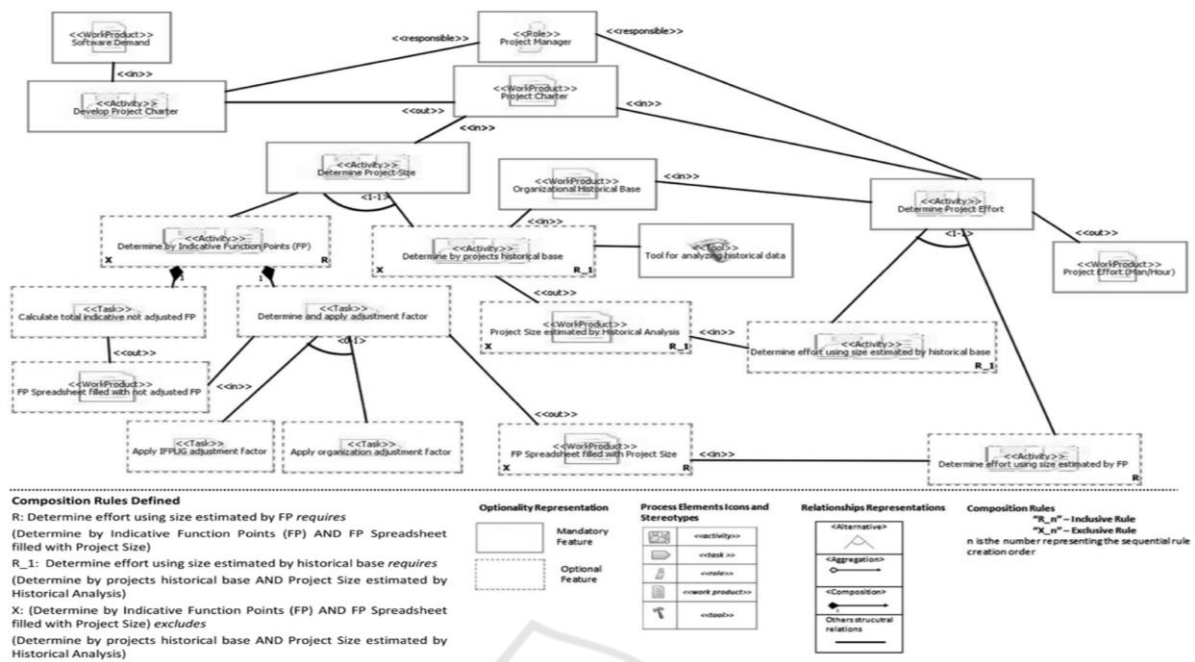 <<WorkProduct>>
Software Demand
<<responsible>>
<<Role>>
Project Manager
<<responsible>>
<<in>>
<<Activity>>
Develop Project Charter
<<out>>
<<WorkProduct>>
Project Charter
<<in>>
<<in>>
<<Activity>>
Determine Project Size
<1-1>
<<WorkProduct>>
Organizational Historical Base
<<in>>
<<in>>
<<Activity>>
Determine Project Effort
<1-1>
<<out>>
<<WorkProduct>>
Project Effort (Man/Hour)
<<Activity>>
Determine by Indicative Function Points (FP)
X
R
<<Activity>>
Determine by projects historical base
X
R_1
<<Tool>>
Tool for analyzing historical data
1
1
<<Task>>
Calculate total indicative not adjusted FP
<<Task>>
Determine and apply adjustment factor
<0-1>
<<out>>
<<WorkProduct>>
Project Size estimated by Historical Analysis
X
R_1
<<in>>
<<Activity>>
Determine effort using size estimated by historical base
R_1
<<out>>
<<WorkProduct>>
FP Spreadsheet filled with not adjusted FP
<<in>>
<<Task>>
Apply IFPUG adjustment factor
<<Task>>
Apply organization adjustment factor
<<out>>
<<WorkProduct>>
FP Spreadsheet filled with Project Size
X
R
<<in>>
<<Activity>>
Determine effort using size estimated by FP
R
Composition Rules Defined
R: Determine effort using size estimated by FP requires
(Determine by Indicative Function Points (FP) AND FP Spreadsheet
filled with Project Size)
R_1: Determine effort using size estimated by historical base requires
(Determine by projects historical base AND Project Size estimated by
Historical Analysis)
X: (Determine by Indicative Function Points (FP) AND FP Spreadsheet
filled with Project Size) excludes
(Determine by projects historical base AND Project Size estimated by
Historical Analysis)
Optionality Representation
Mandatory
Feature
Optional
Feature
Process Elements Icons and
Stereotypes
<<activity>>
<<task >>
<<role>>
<<work product>>
<<tool>>
Relationships Representations
<Alternative>
<Aggregation>
<Composition>
Others strucutral
relations
Composition Rules
"R_n" – Inclusive Rule
"X_n" – Exclusive Rule
n is the number representing the sequential rule
creation order